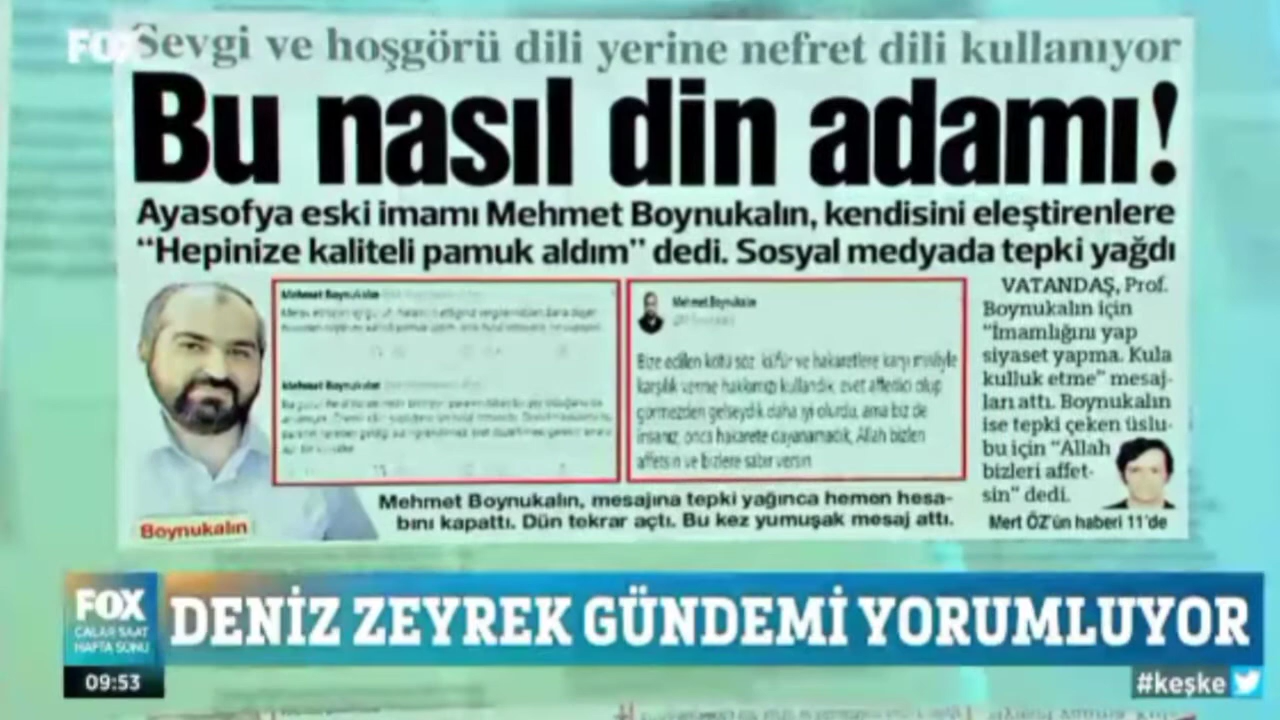 FOX
Sevgi ve hoşgörü dili yerine nefret dili kullanıyor
Bu nasıl din adamı!
Ayasofya eski imamı Mehmet Boynukalın, kendisini eleştirenlere
“Hepinize kaliteli pamuk aldım” dedi. Sosyal medyada tepki yağdı
Mehmet Boynukalın
Mehmet Boynukalın
Mehmet Boynukalın
Bize edilen kötü söz, küfür ve hakaretlere karşı misliyle
karşılık verme hakkımızı kullandık, evet affedici olup
görmezden gelseydik daha iyi olurdu, ama biz de
insanız, onca hakarete dayanamadık, Allah bizleri
affetsin ve bizlere sabır versin
VATANDAŞ, Prof.
Boynukalın için
“İmamlığını yap
siyaset yapma. Kula
kulluk etme” mesaj-
ları attı. Boynukalın
ise tepki çeken üslu-
bu için “Allah
bizleri affet-
sin” dedi.
Mert ÖZ'ün haberi 11'de
Boynukalın
Mehmet Boynukalın, mesajına tepki yağınca hemen hesa-
bını kapattı. Dün tekrar açtı. Bu kez yumuşak mesaj attı.
FOX
ÇALAR SAAT
HAFTA SONU
DENİZ ZEYREK GÜNDEMİ YORUMLUYOR
09:53
#keşke